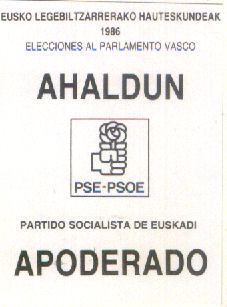 EUSKO LEGEBILTZARRERAKO HAUTESKUNDEAK
1986
ELECCIONES AL PARLAMENTO VASCO
AHALDUN
PSE-PSOE
PARTIDO SOCIALISTA DE EUSKADI
APODERADO